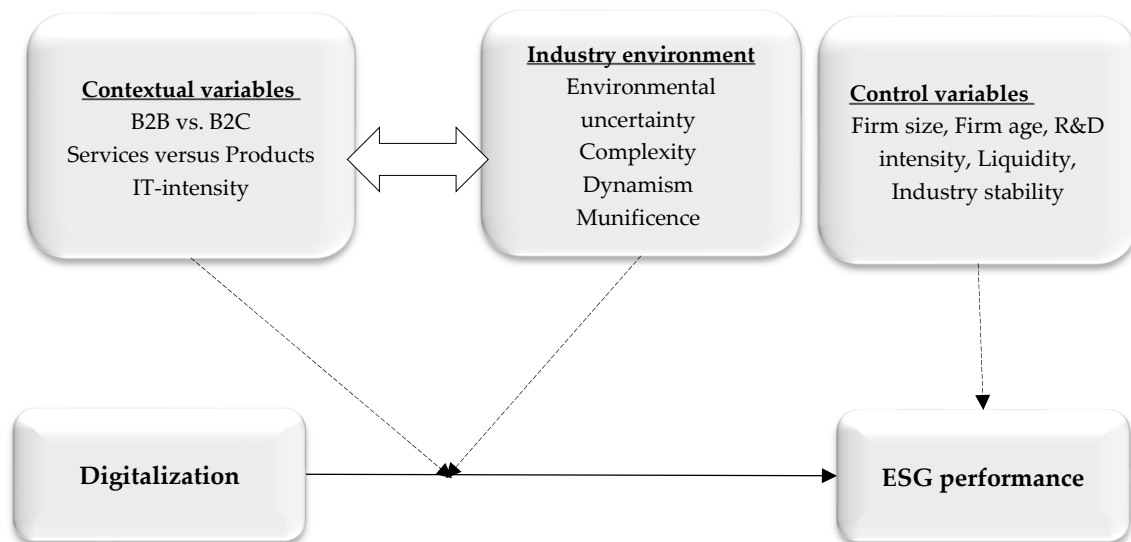 Contextual variables
B2B vs. B2C
Services versus Products
IT-intensity
Industry environment
Environmental
uncertainty
Complexity
Dynamism
Munificence
Control variables
Firm size, Firm age, R&D
intensity, Liquidity,
Industry stability
Digitalization
ESG performance